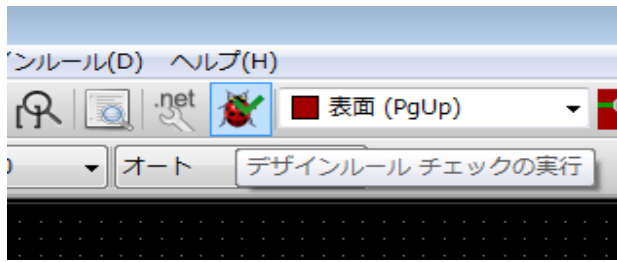 ンルール(D) ヘルプ(H)
.net
表面 (PgUp)
オート
デザインルール チェックの実行